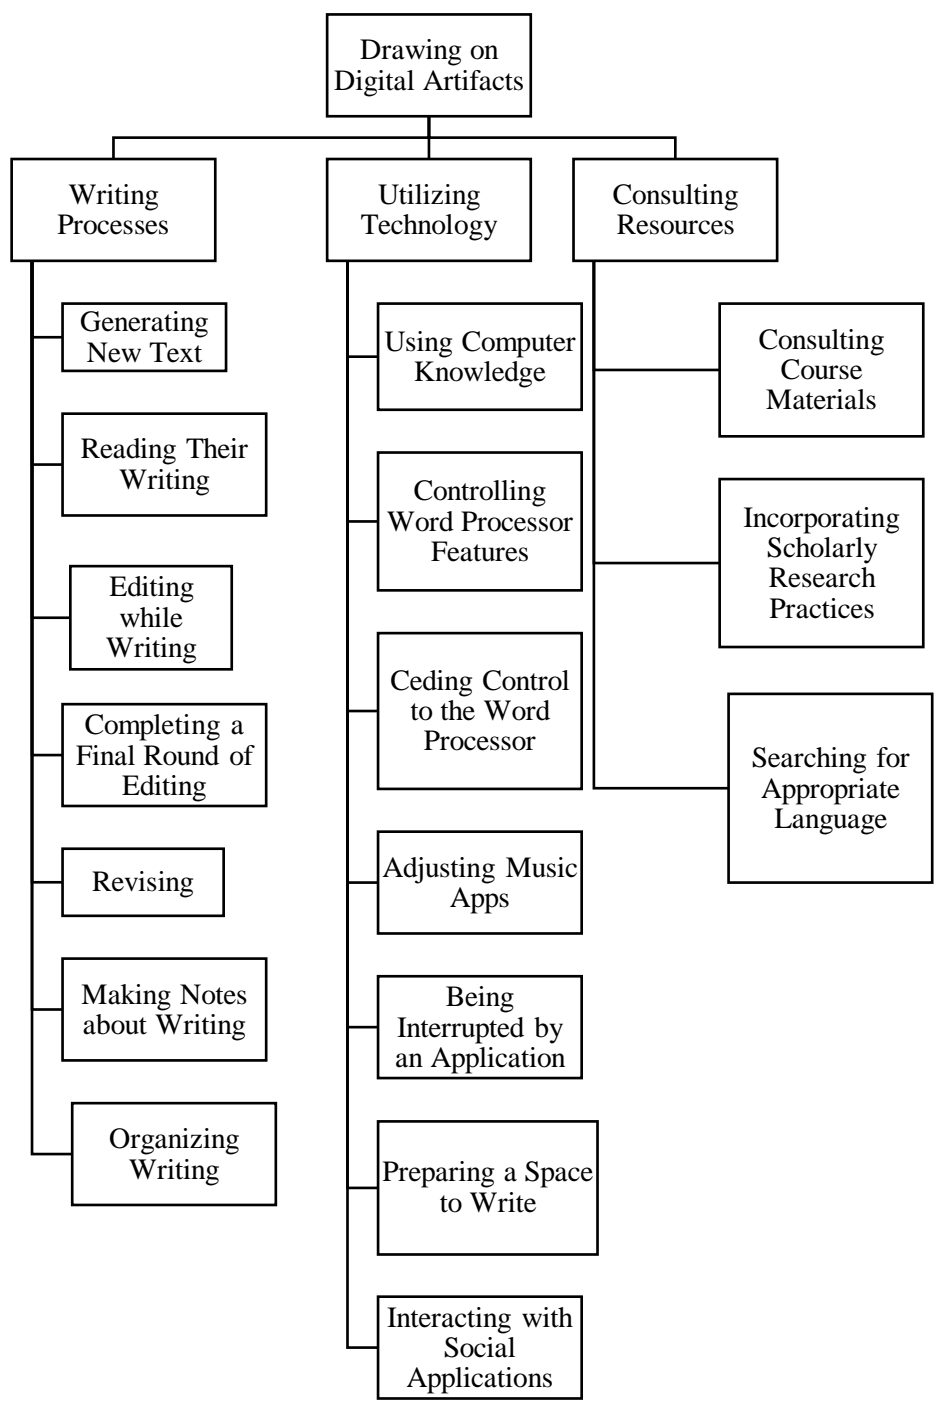 Drawing on
Digital Artifacts
Writing
Processes
Generating
New Text
Reading Their
Writing
Editing
while
Writing
Completing a
Final Round of
Editing
Revising
Making Notes
about Writing
Organizing
Writing
Utilizing
Technology
Using Computer
Knowledge
Controlling
Word Processor
Features
Ceding Control
to the Word
Processor
Adjusting Music
Apps
Being
Interrupted by
an Application
Preparing a Space
to Write
Interacting with
Social
Applications
Consulting
Resources
Consulting
Course
Materials
Incorporating
Scholarly
Research
Practices
Searching for
Appropriate
Language